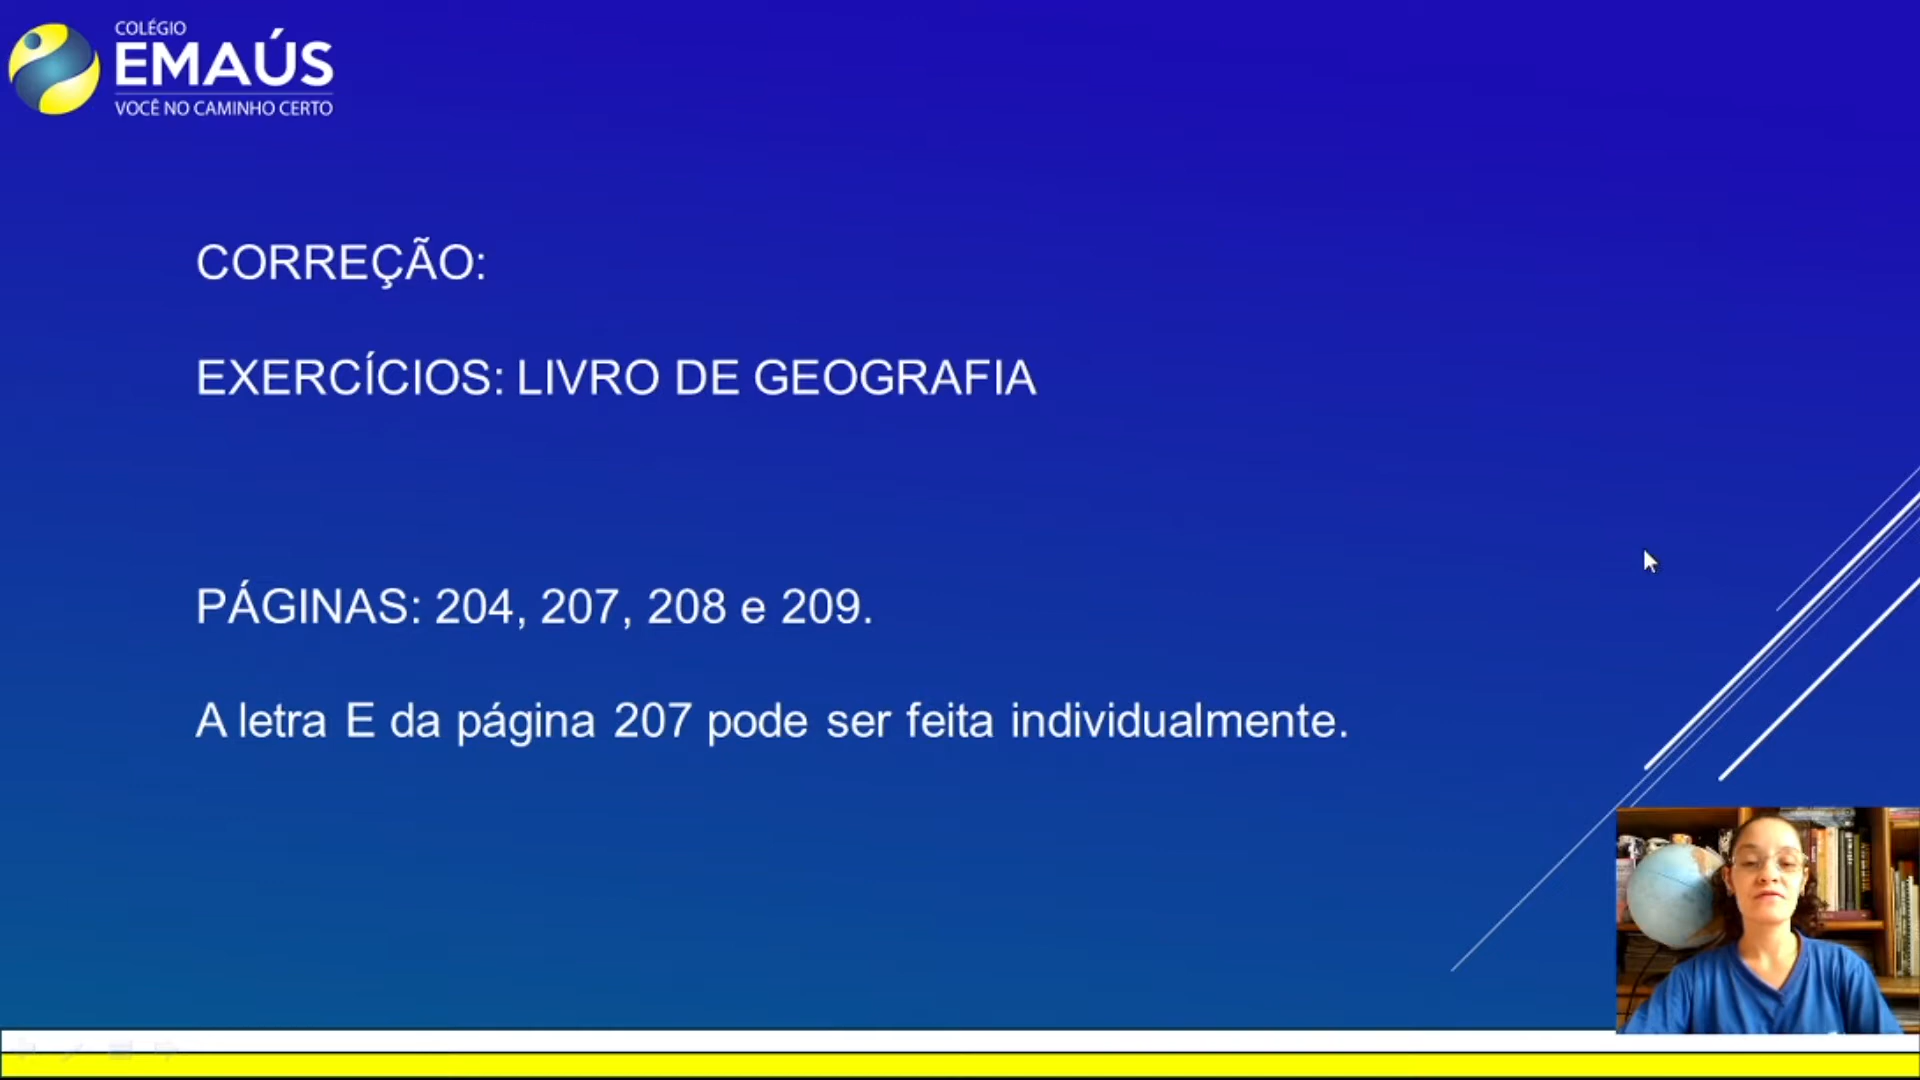 COLÉGIO
EMAÚS
VOCÊ NO CAMINHO CERTO
CORREÇÃO:
EXERCÍCIOS: LIVRO DE GEOGRAFIA
PÁGINAS: 204, 207, 208 e 209.
A letra E da página 207 pode ser feita individualmente.